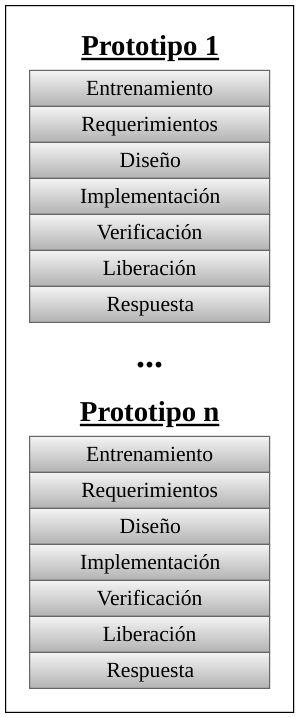 Prototipo 1
Entrenamiento
Requerimientos
Diseño
Implementación
Verificación
Liberación
Respuesta
...
Prototipo n
Entrenamiento
Requerimientos
Diseño
Implementación
Verificación
Liberación
Respuesta